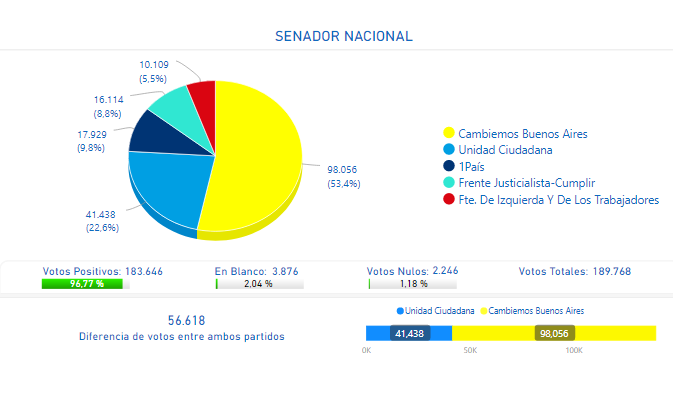 SENADOR NACIONAL
10.109
(5,5%)
16.114
(8,8%)
17.929
(9,8%)
41.438
(22,6%)
98.056
(53,4%)
Cambiemos Buenos Aires
Unidad Ciudadana
1País
Frente Justicialista-Cumplir
Fte. De Izquierda Y De Los Trabajadores
Votos Positivos: 183.646
96,77 %
En Blanco: 3.876
2,04 %
Votos Nulos: 2.246
1,18 %
Votos Totales: 189.768
56.618
Diferencia de votos entre ambos partidos
Unidad Ciudadana Cambiemos Buenos Aires
41,438 98,056
0K 50K 100K